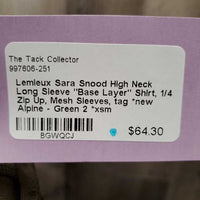 The Tack Collector
997606-251
Lemieux Sara Snood High Neck
Long Sleeve "Base Layer" Shirt, 1/4
Zip Up, Mesh Sleeves, tag *new
Alpine - Green 2 *xsm
BGWQCJ
$64.30